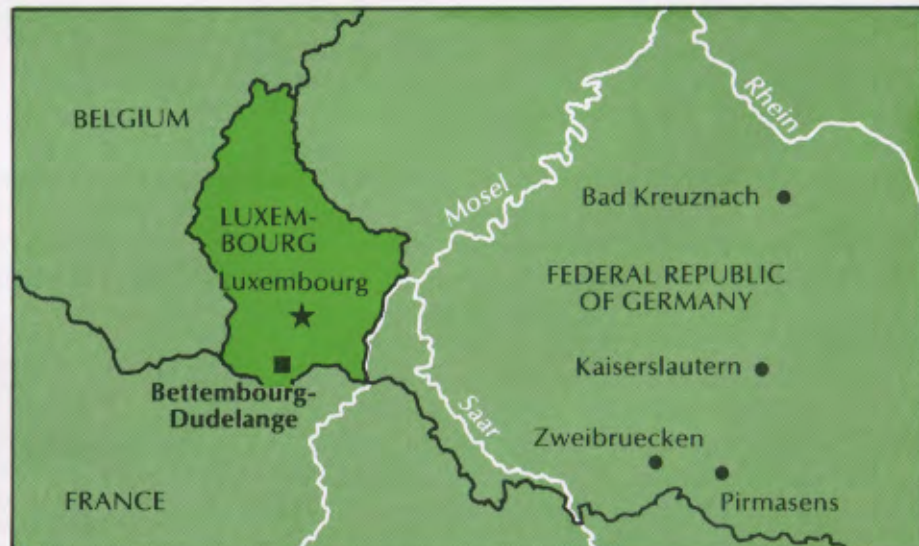 BELGIUM
LUXEM-
BOURG
Luxembourg
Bettembourg-
Dudelange
FRANCE
Mosel
Rhein
Bad Kreuznach
FEDERAL REPUBLIC
OF GERMANY
Kaiserslautern
Saar
Zweibruecken
Pirmasens